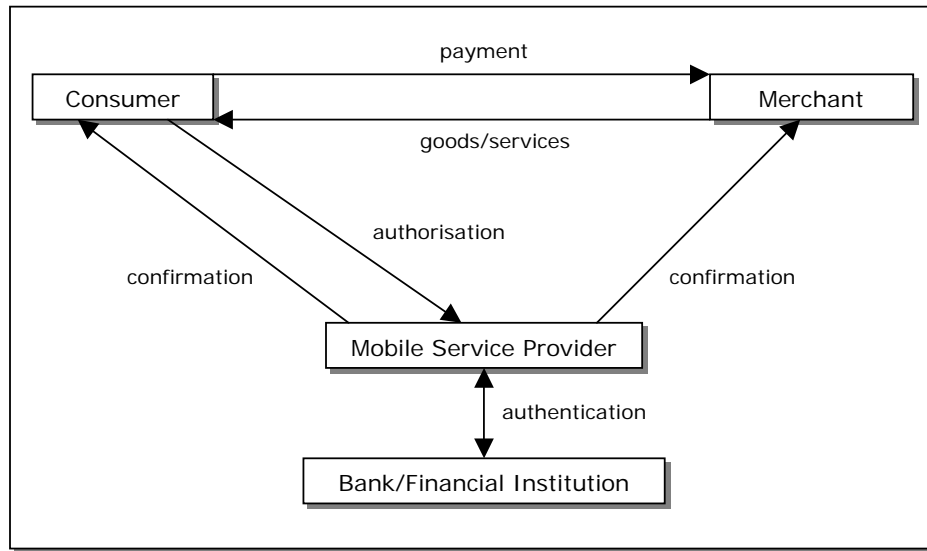 payment
Consumer
Merchant
goods/services
authorisation
confirmation
confirmation
Mobile Service Provider
authentication
Bank/Financial Institution